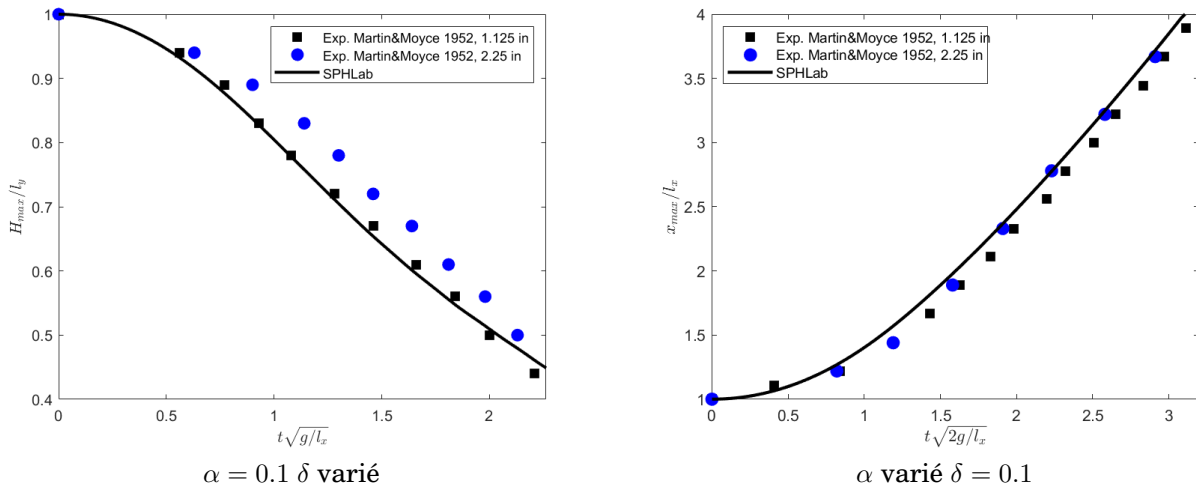 1
0.9
0.8
0.7
0.6
0.5
0.4
H_{max}/l_y
Exp. Martin&Moyce 1952, 1.125 in
Exp. Martin&Moyce 1952, 2.25 in
SPHLab
0 0.5 1 1.5 2
t√g/l_x
α = 0.1 δ varié
4
3.5
3
2.5
2
1.5
1
x_{max}/l_x
Exp. Martin&Moyce 1952, 1.125 in
Exp. Martin&Moyce 1952, 2.25 in
SPHLab
0 0.5 1 1.5 2 2.5 3
t√2g/l_x
α varié δ = 0.1